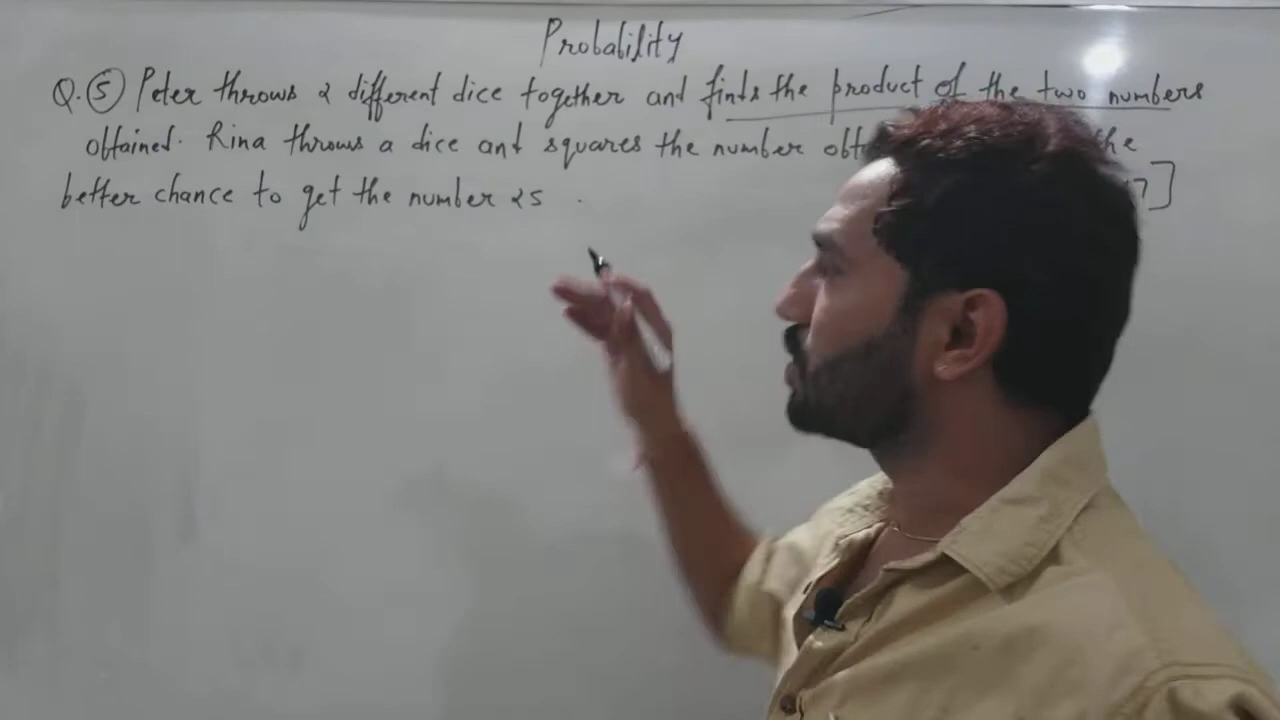 Probability
Q. 5 Peter throws 2 different dice together and finds the product of the two numbers
obtained. Rina throws a dice and squares the number
better chance to get the number 25